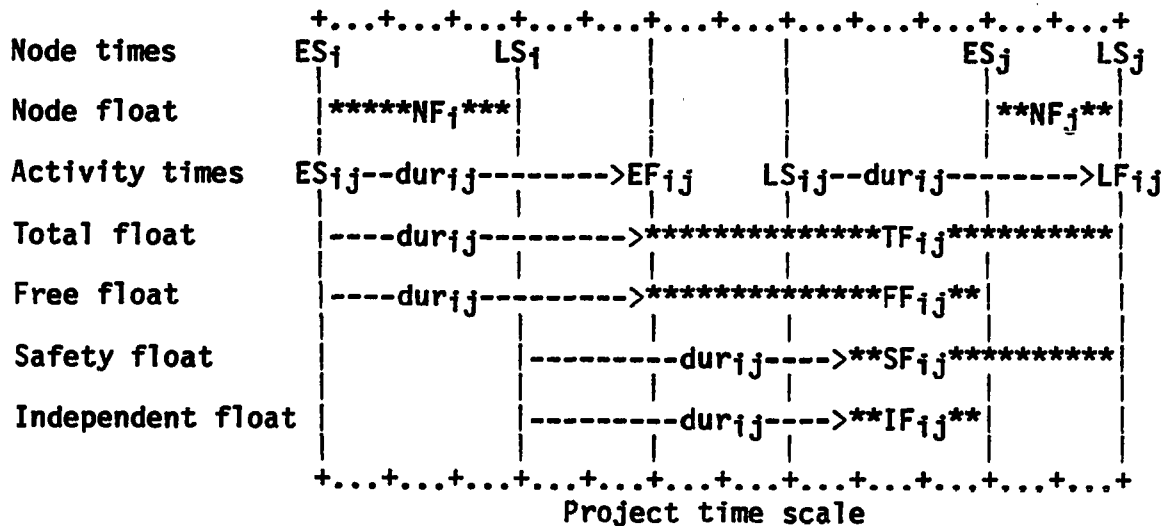 +...+...+...+...+...+...+...+...+...+...+...+...+
Node times ESi LSi | | ESj LSj
Node float | *****NFi*** | | | | **NFj** |
Activity times ESij--durij-------->EFij LSij--durij-------->LFij
Total float |----durij-------->**************TFij**********
Free float |----durij-------->**************FFij** |
Safety float | |---------durij---->**SFij**********
Independent float | |---------durij---->**IFij** |
+...+...+...+...+...+...+...+...+...+...+...+...+
Project time scale